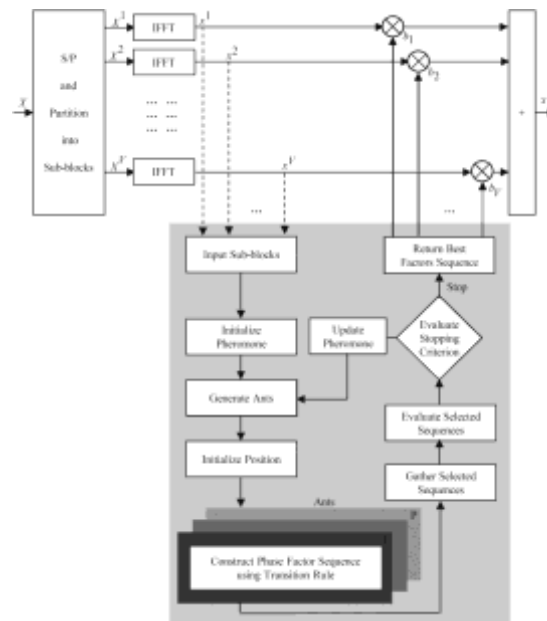 S/P
and
Partition
into
Sub-blocks
X
X¹
IFFT
x¹
X²
IFFT
x²
... ...
... ...
... ...
X^V
IFFT
x^V
b₁
b₂
b_V
+
...
...
Input Sub-blocks
Initialize
Pheromone
Generate Ants
Initialize Position
Ants
P
Construct Phase Factor Sequence
using Transition Rule
Gather Selected
Sequences
Evaluate Selected
Sequences
Evaluate
Stopping
Criterion
Update
Pheromone
Stop
Return Best
Factors Sequence